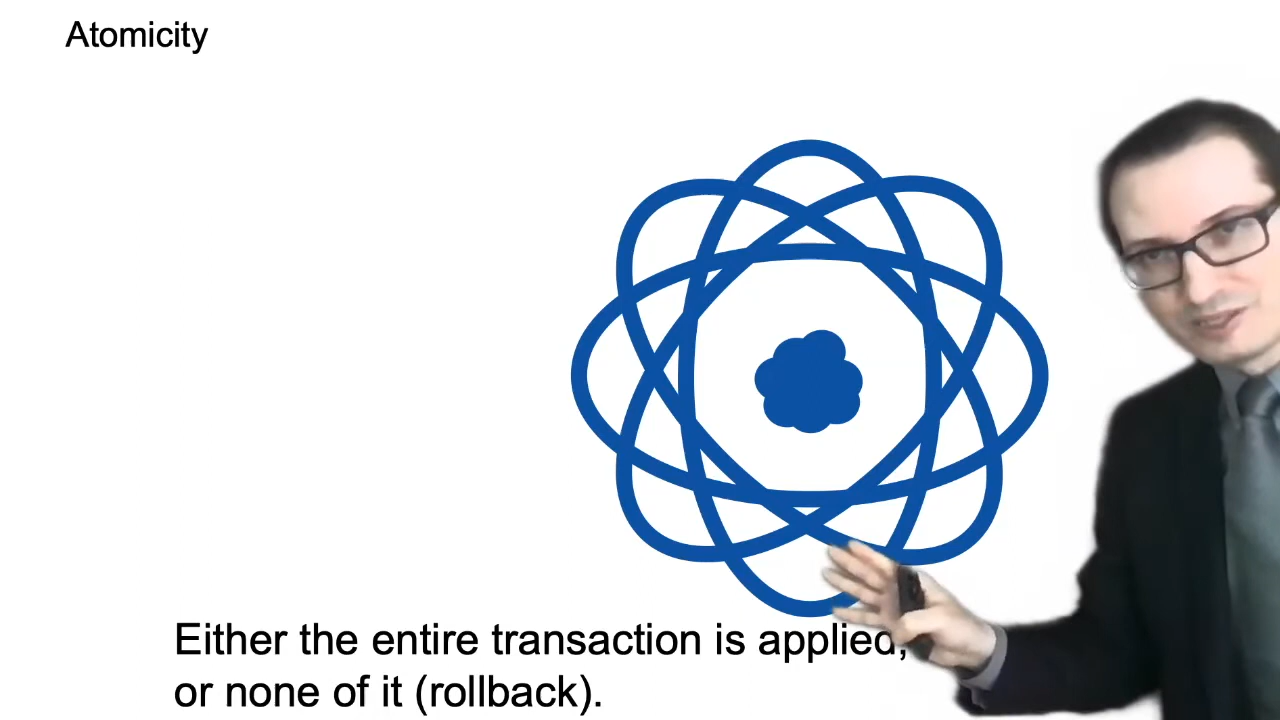 Atomicity
Either the entire transaction is applied,
or none of it (rollback).